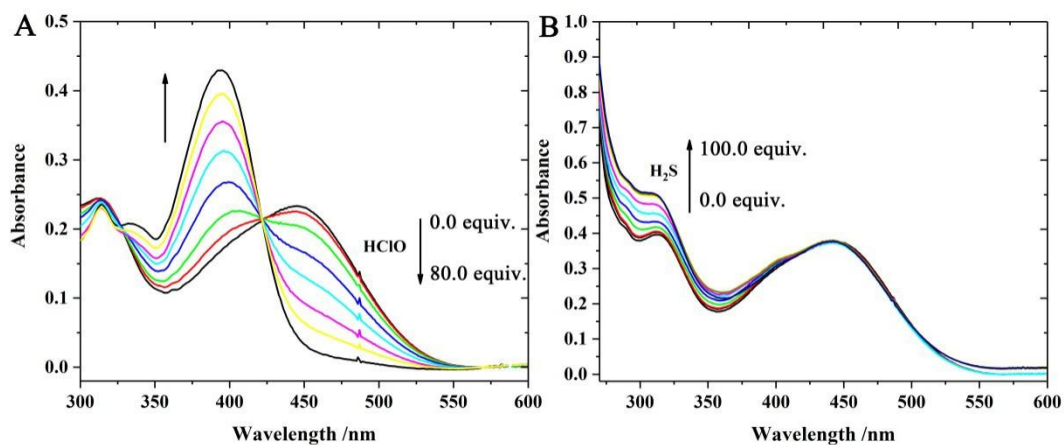 A
0.5
0.4
0.3
0.2
0.1
0.0
Absorbance
0.0 equiv.
HClO
80.0 equiv.
300 350 400 450 500 550 600
Wavelength /nm
B
1.0
0.9
0.8
0.7
0.6
0.5
0.4
0.3
0.2
0.1
0.0
Absorbance
100.0 equiv.
H₂S
0.0 equiv.
300 350 400 450 500 550 600
Wavelength /nm